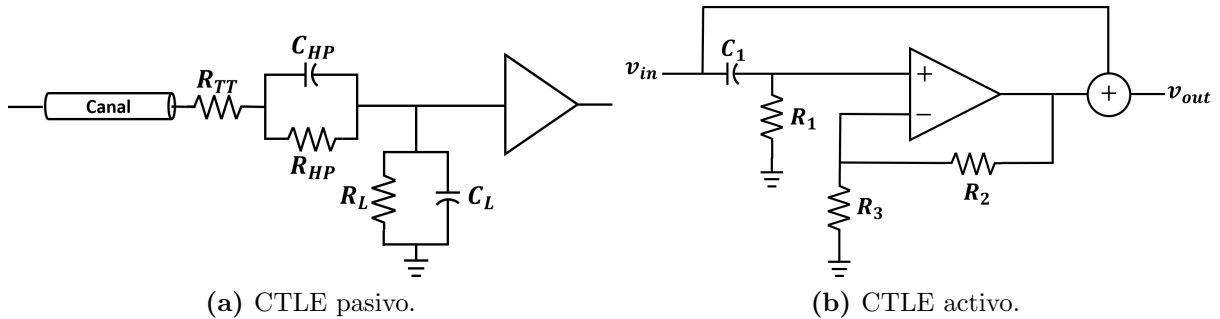 C_HP
R_TT
Canal
R_HP
R_L
C_L
(a) CTLE pasivo.
v_in
C_1
+
R_1
−
+
v_out
R_2
R_3
(b) CTLE activo.